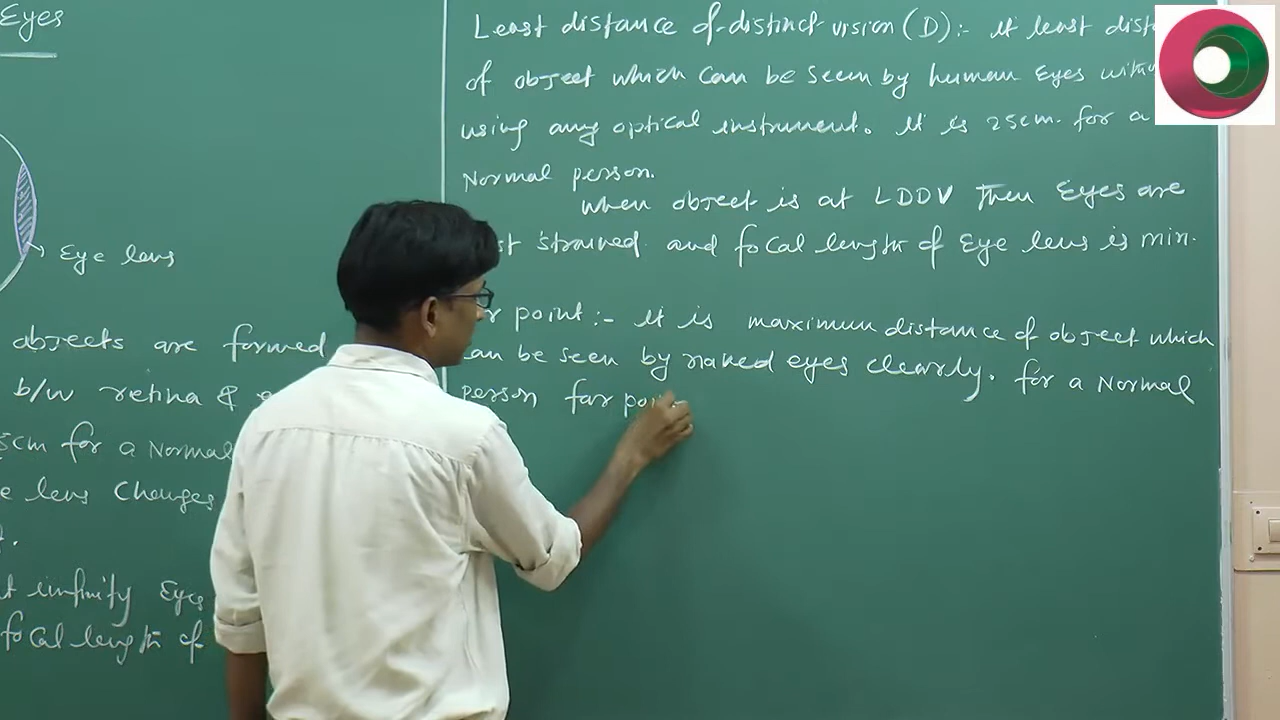 Eyes
Eye lens
objects are formed
b/w retina &
5cm for a Normal
lens Changes
t infinity Eyes
focal length of
Least distance of distinct vision (D) :- it least dist
of object which can be seen by human Eyes with
using any optical instrument. it is 25cm. for a
Normal person.
when object is at LDDV Then Eyes are
st strained and focal length of Eye lens is min.
r point :- it is maximum distance of object which
an be seen by naked eyes clearly. for a Normal
person far poin